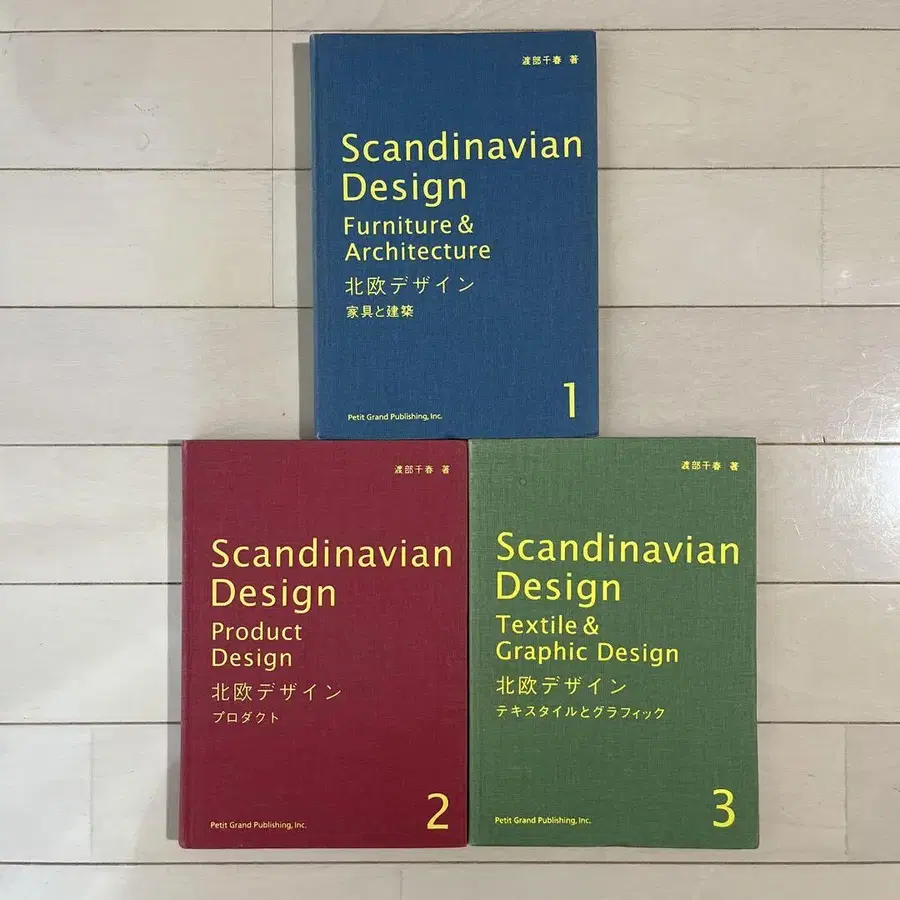 渡部千春 著
Scandinavian
Design
Furniture &
Architecture
北欧デザイン
家具と建築
1
Petit Grand Publishing, Inc.
渡部千春 著
Scandinavian
Design
Product
Design
北欧デザイン
プロダクト
2
Petit Grand Publishing, Inc.
渡部千春 著
Scandinavian
Design
Textile &
Graphic Design
北欧デザイン
テキスタイルとグラフィック
3
Petit Grand Publishing, Inc.